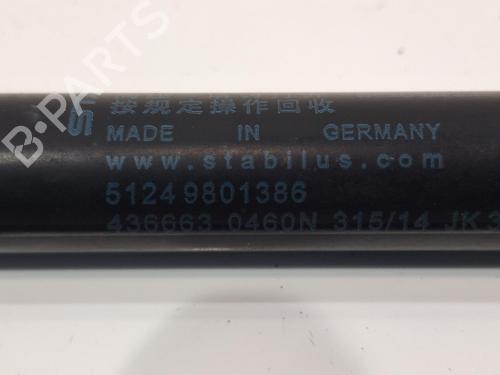 B-PARTS
按规定操作回收
MADE IN GERMANY
www.stabilus.com
51249801386
436663 0460N 315/14 JK3